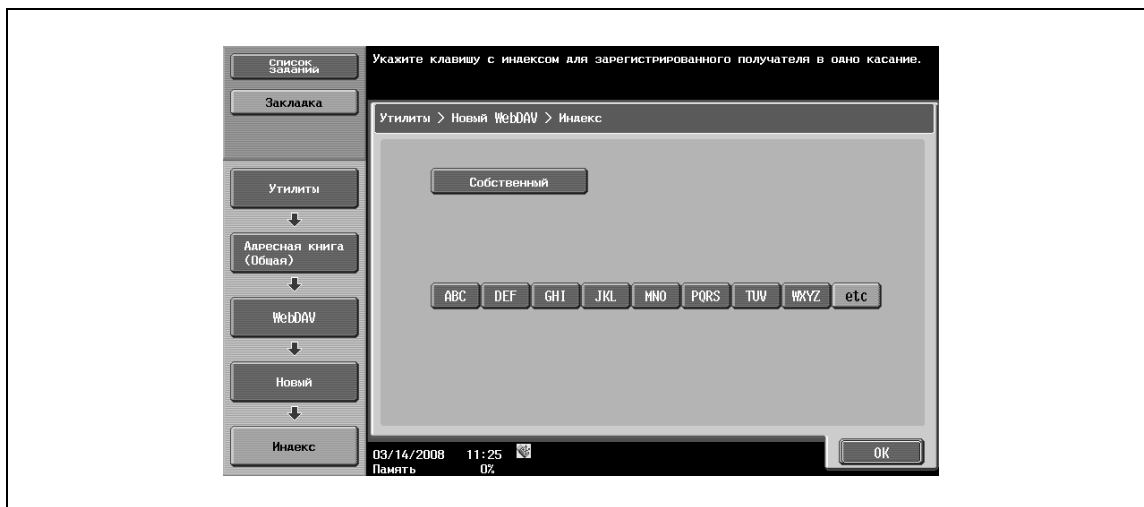 Список
заданий
Закладка
Утилиты
Адресная книга
(Общая)
WebDAV
Новый
Индекс
Укажите клавишу с индексом для зарегистрированного получателя в одно касание.
Утилиты > Новый WebDAV > Индекс
Собственный
ABC DEF GHI JKL MNO PQRS TUV WXYZ etc
03/14/2008 11:25
Память 0%
OK